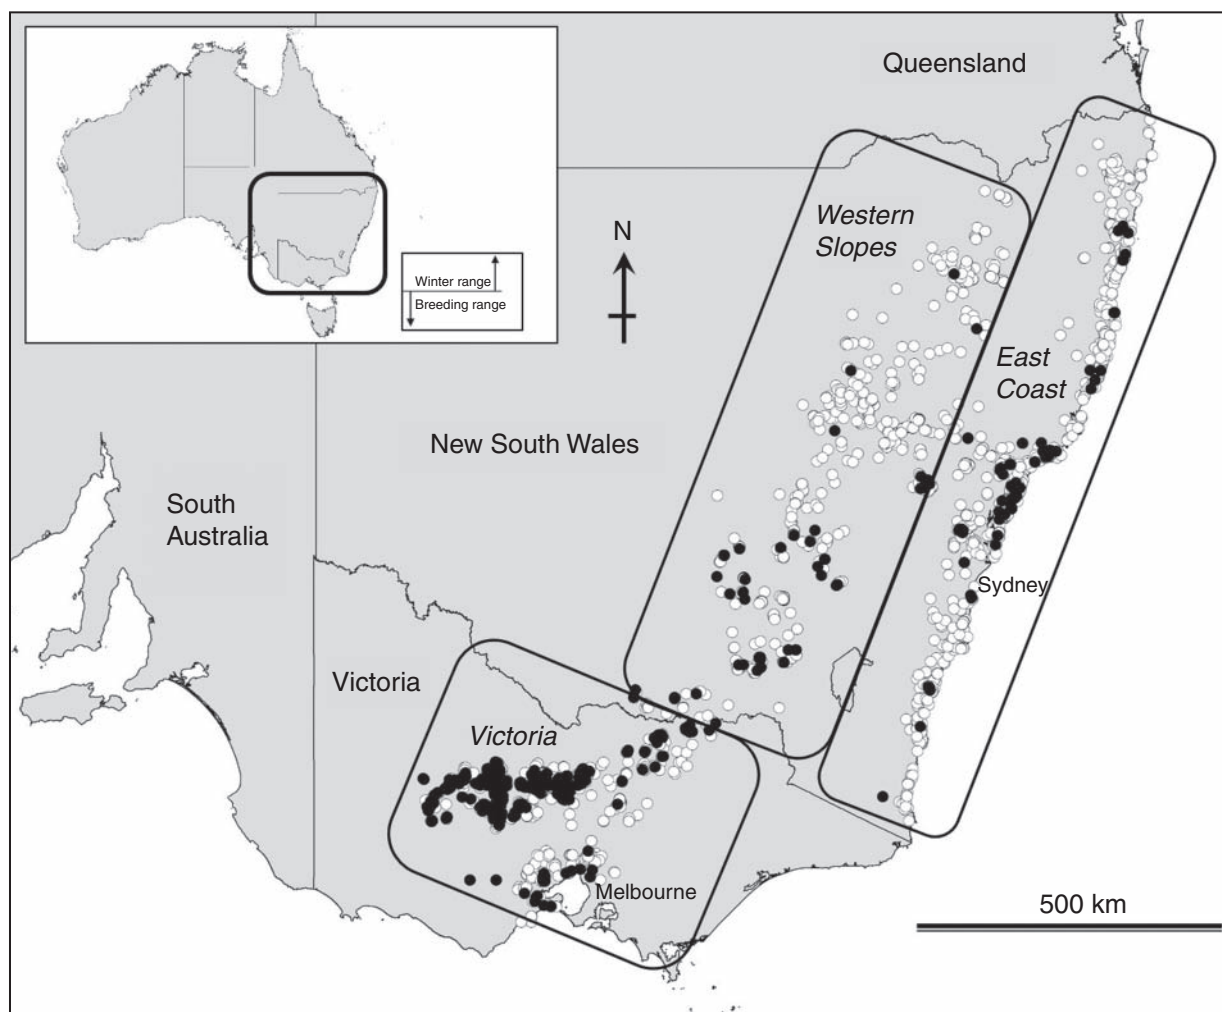 Queensland
Winter range
Breeding range
N
Western
Slopes
East
Coast
New South Wales
South
Australia
Sydney
Victoria
Victoria
Melbourne
500 km